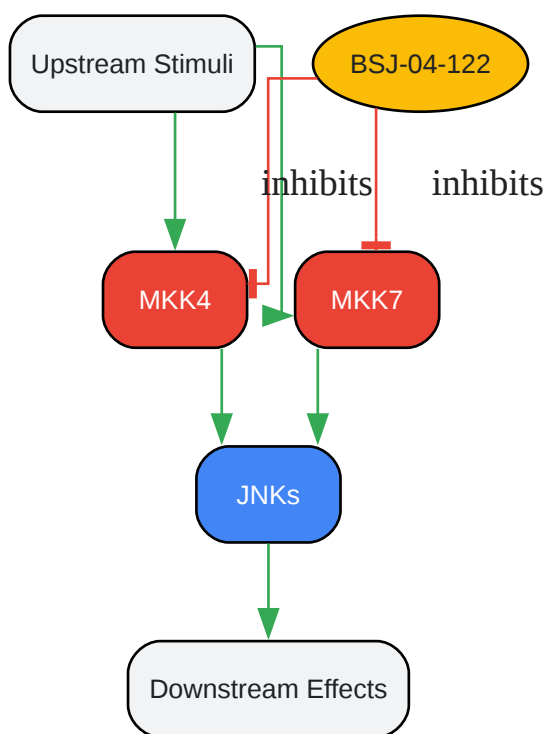 Upstream Stimuli
BSJ-04-122
inhibits
inhibits
MKK4
MKK7
JNKs
Downstream Effects